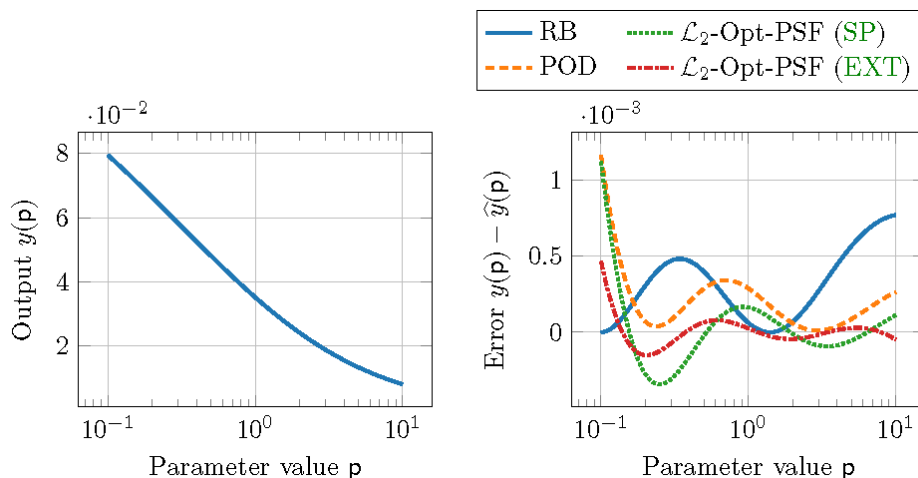 RB
L₂-Opt-PSF (SP)
POD
L₂-Opt-PSF (EXT)
·10⁻²
8
6
4
2
10⁻¹
10⁰
10¹
Output y(p)
Parameter value p
·10⁻³
1
0.5
0
10⁻¹
10⁰
10¹
Error y(p) − ŷ(p)
Parameter value p